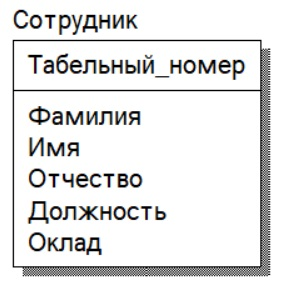 Сотрудник
Табельный_номер
Фамилия
Имя
Отчество
Должность
Оклад